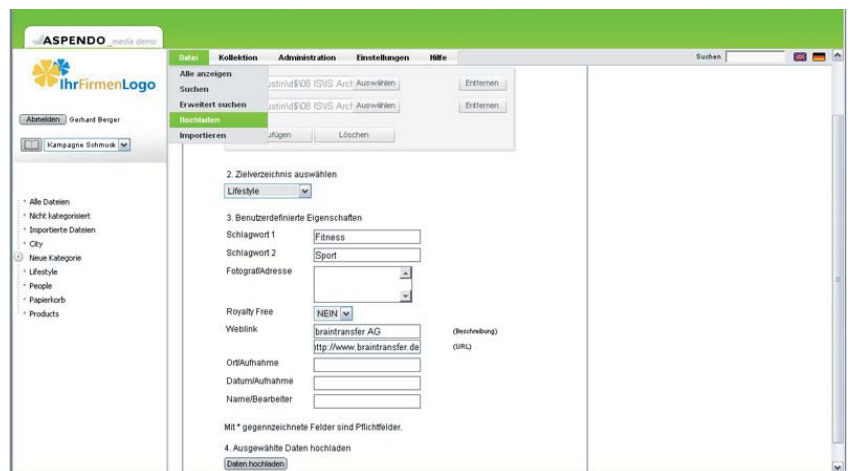 ASPENDO media demo
Datei Kollektion Administration Einstellungen Hilfe Suchen
IhrFirmenLogo
Abmelden Gerhard Berger
Kampagne Schmuck
Alle anzeigen
Suchen
Erweitert suchen
Hochladen
Importieren
Auswählen Entfernen
Auswählen Entfernen
ufügen Löschen
Alle Dateien
Nicht kategorisiert
Importierte Dateien
City
Neue Kategorie
Lifestyle
People
Papierkorb
Products
2. Zielverzeichnis auswählen
Lifestyle
3. Benutzerdefinierte Eigenschaften
Schlagwort 1 Fitness
Schlagwort 2 Sport
Fotograf/Adresse
Royalty Free NEIN
Weblink braintransfer AG (Beschreibung)
ttp://www.braintransfer.de (URL)
Ort/Aufnahme
Datum/Aufnahme
Name/Bearbeiter
Mit * gegennzeichnete Felder sind Pflichtfelder.
4. Ausgewählte Daten hochladen
Daten hochladen